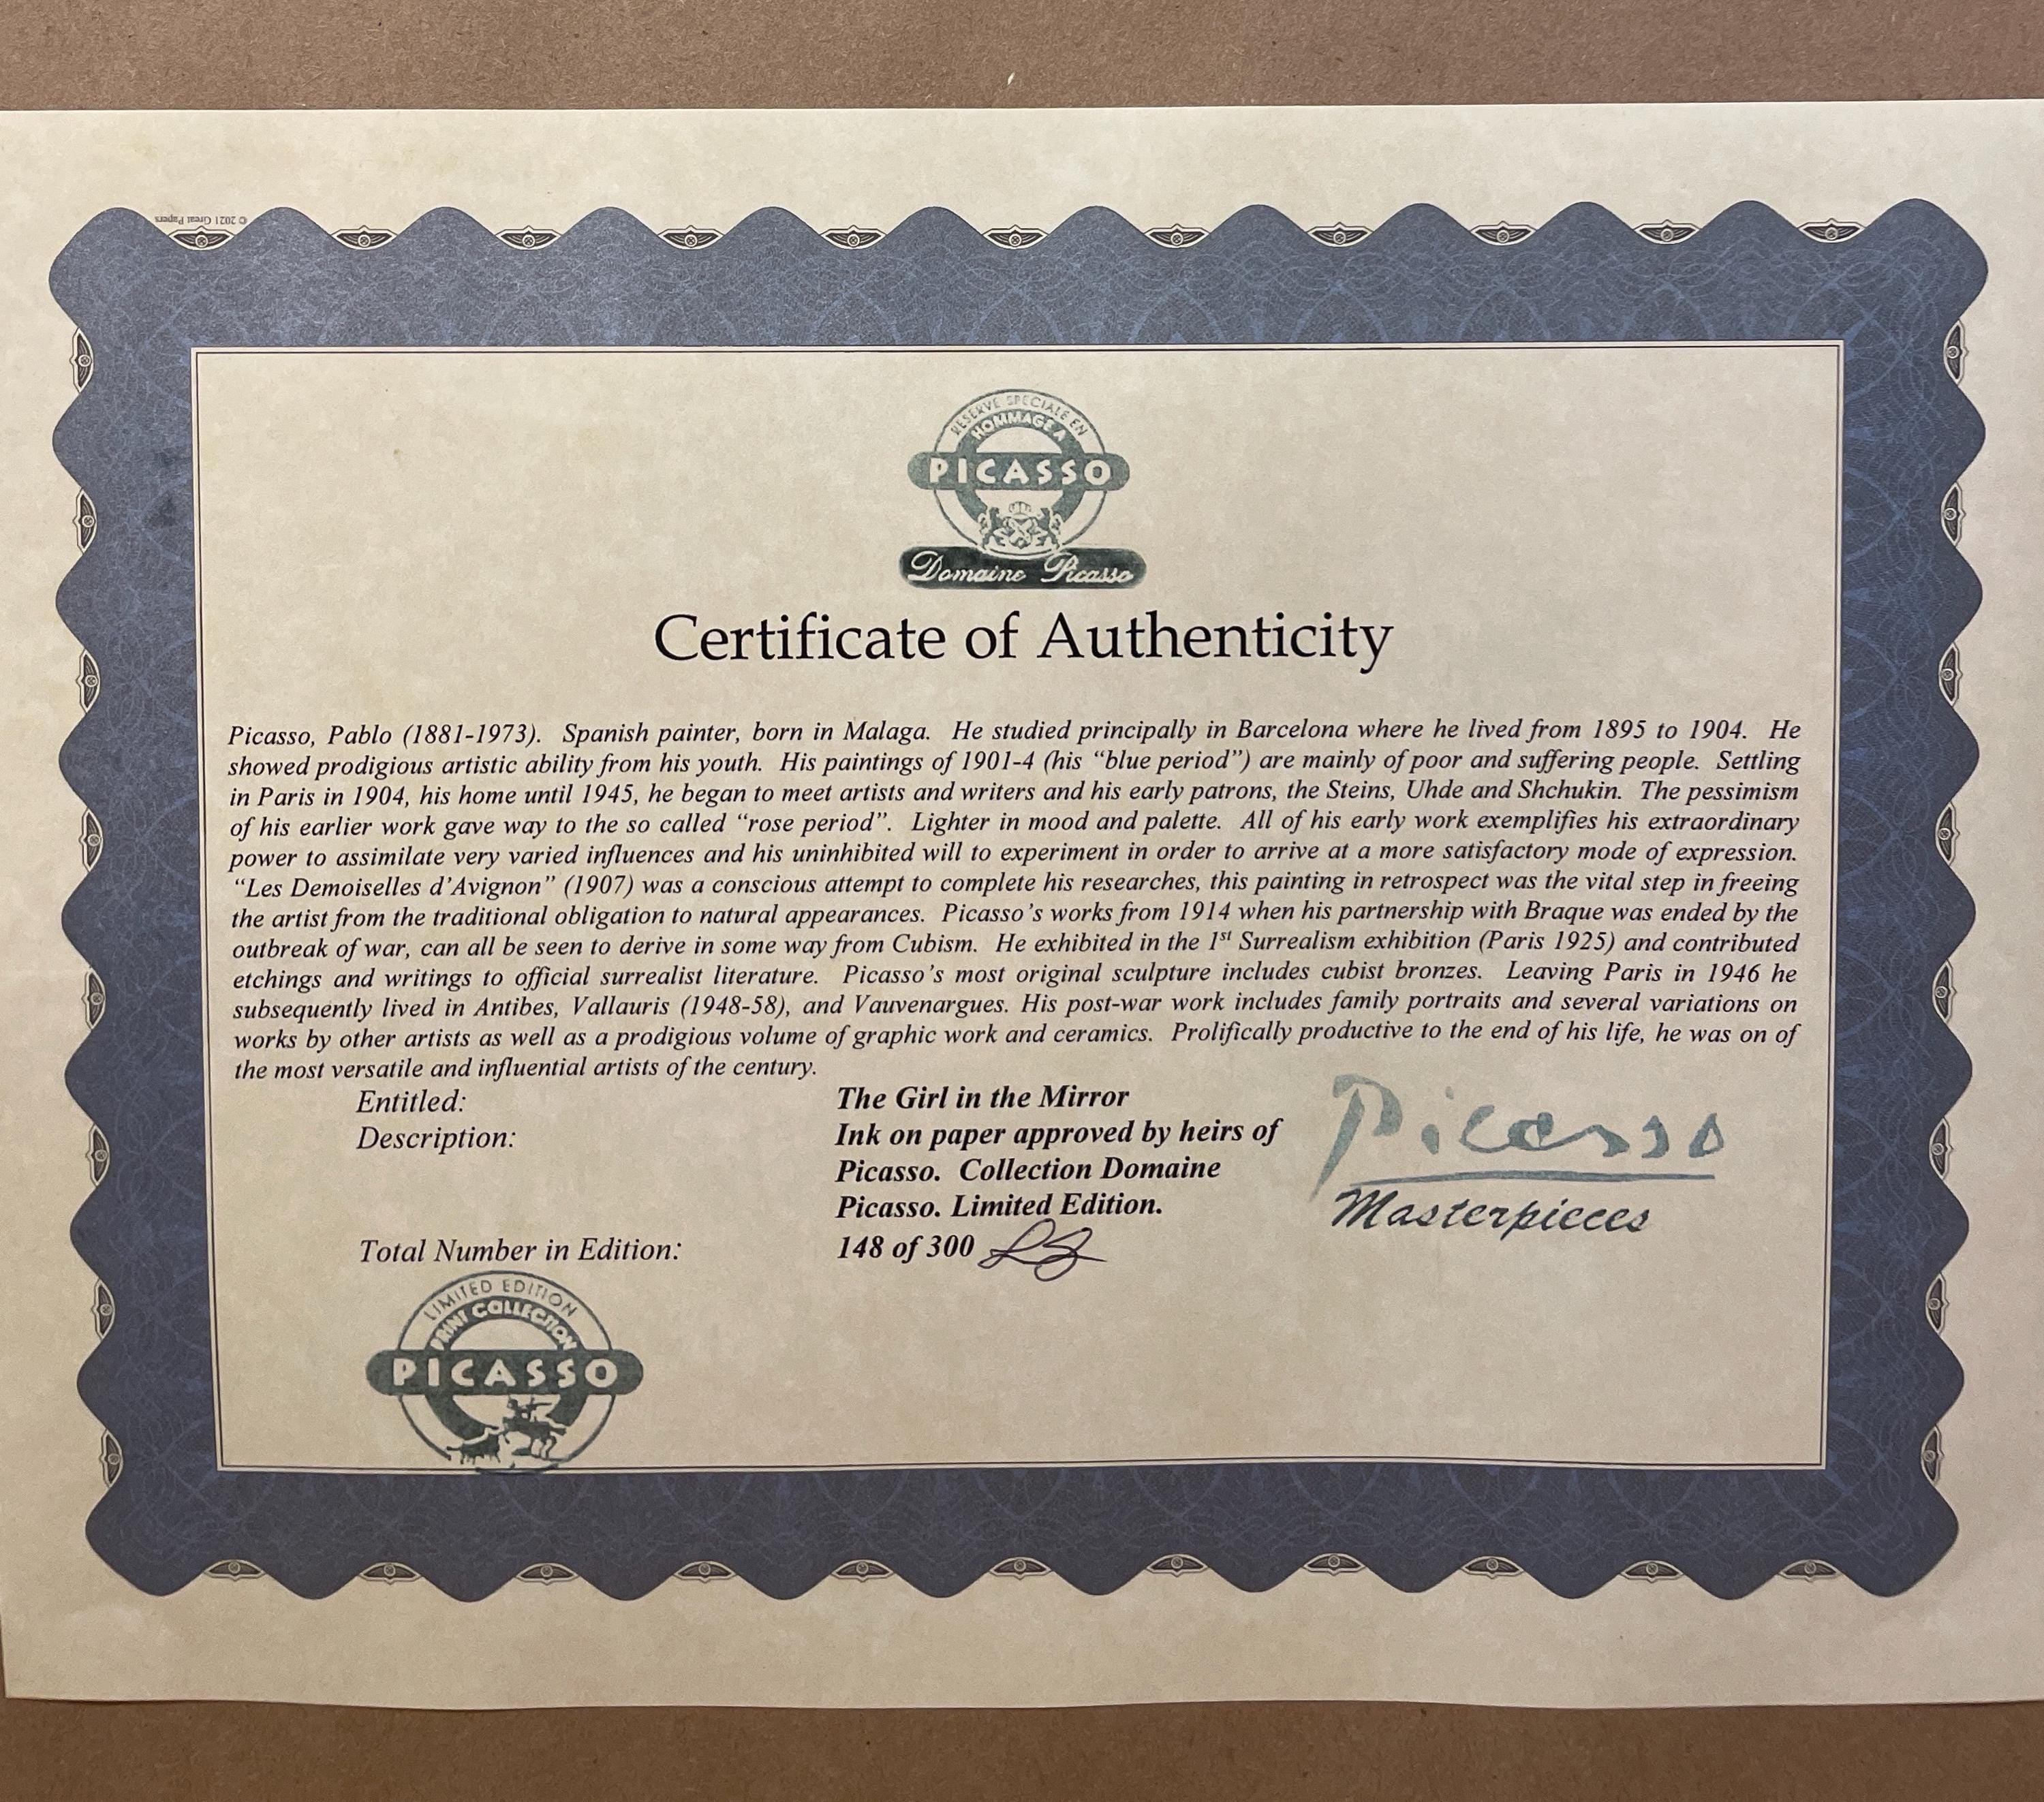 © 2021 Great Papers
RESERVE SPECIALE EN
HOMMAGE A
PICASSO
Domaine Picasso
Certificate of Authenticity
Picasso, Pablo (1881-1973). Spanish painter, born in Malaga. He studied principally in Barcelona where he lived from 1895 to 1904. He
showed prodigious artistic ability from his youth. His paintings of 1901-4 (his “blue period”) are mainly of poor and suffering people. Settling
in Paris in 1904, his home until 1945, he began to meet artists and writers and his early patrons, the Steins, Uhde and Shchukin. The pessimism
of his earlier work gave way to the so called “rose period”. Lighter in mood and palette. All of his early work exemplifies his extraordinary
power to assimilate very varied influences and his uninhibited will to experiment in order to arrive at a more satisfactory mode of expression.
“Les Demoiselles d’Avignon” (1907) was a conscious attempt to complete his researches, this painting in retrospect was the vital step in freeing
the artist from the traditional obligation to natural appearances. Picasso’s works from 1914 when his partnership with Braque was ended by the
outbreak of war, can all be seen to derive in some way from Cubism. He exhibited in the 1st Surrealism exhibition (Paris 1925) and contributed
etchings and writings to official surrealist literature. Picasso’s most original sculpture includes cubist bronzes. Leaving Paris in 1946 he
subsequently lived in Antibes, Vallauris (1948-58), and Vauvenargues. His post-war work includes family portraits and several variations on
works by other artists as well as a prodigious volume of graphic work and ceramics. Prolifically productive to the end of his life, he was on of
the most versatile and influential artists of the century.
Entitled: The Girl in the Mirror
Description: Ink on paper approved by heirs of
Picasso. Collection Domaine
Picasso. Limited Edition.
Total Number in Edition: 148 of 300
Picasso
Masterpieces
LIMITED EDITION
PRINT COLLECTION
PICASSO